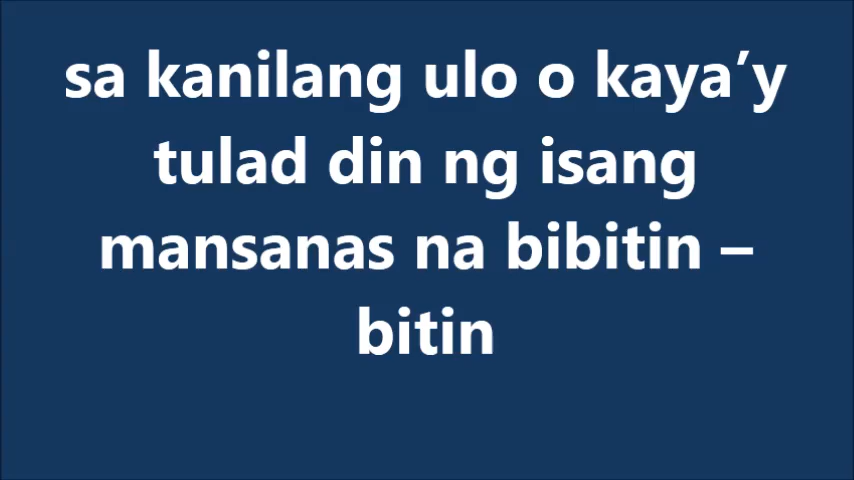 sa kanilang ulo o kaya’y
tulad din ng isang
mansanas na bibitin –
bitin